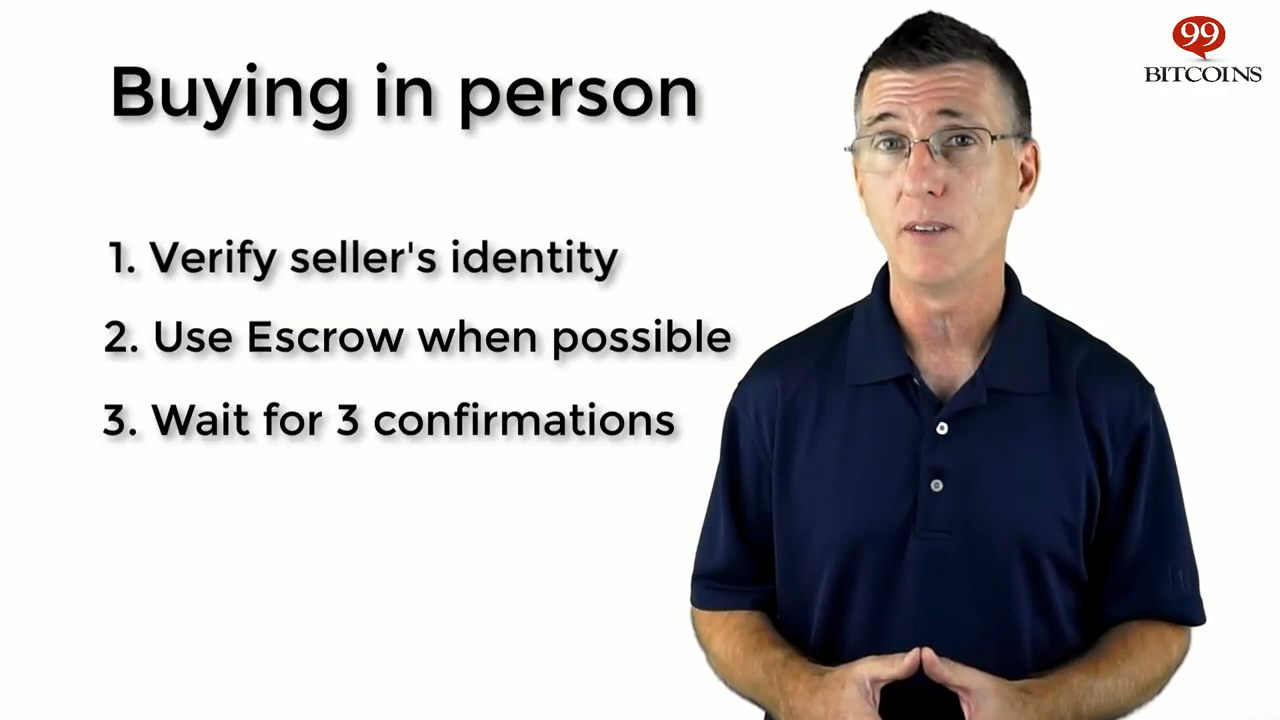 Buying in person
1. Verify seller's identity
2. Use Escrow when possible
3. Wait for 3 confirmations
99
BITCOINS